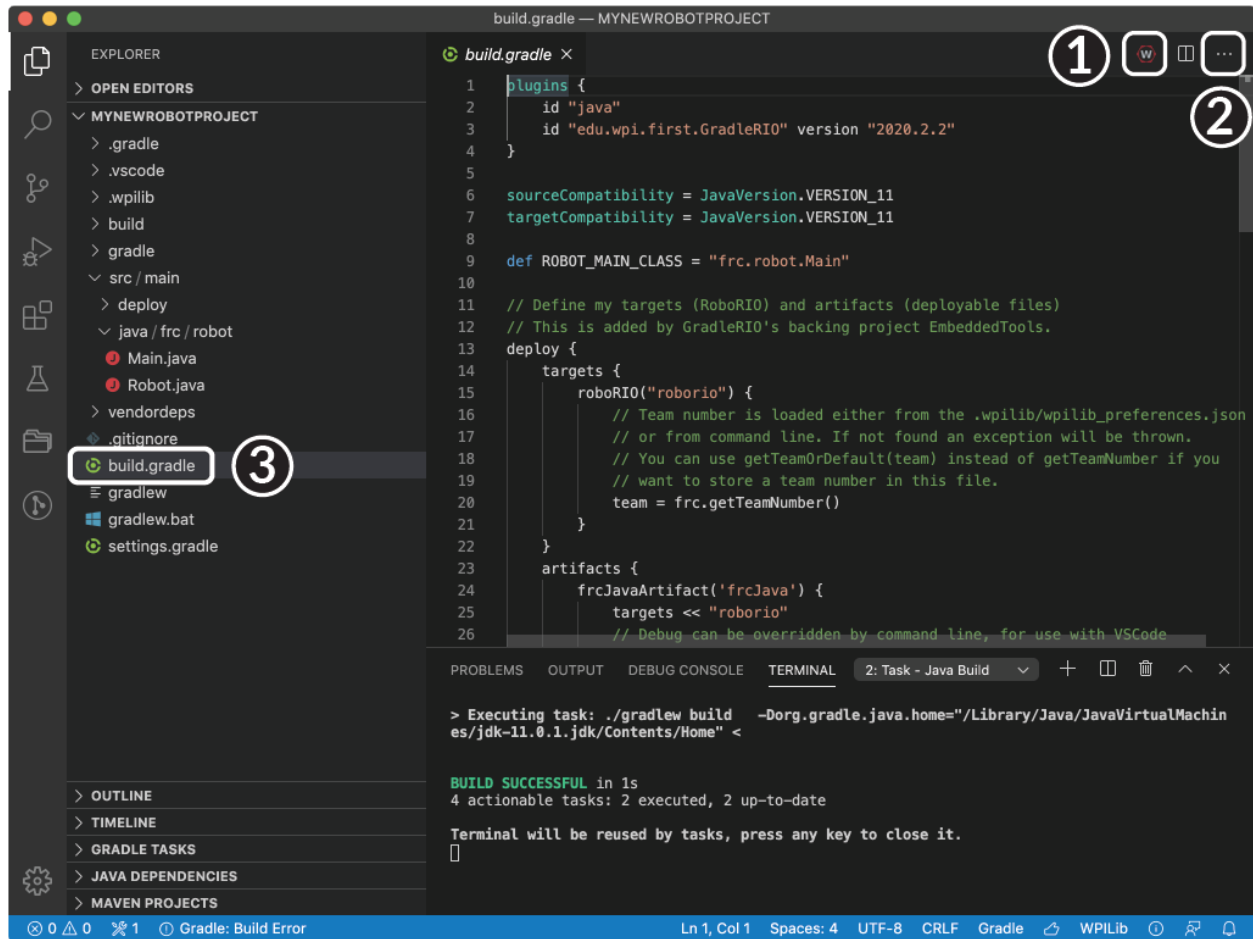 build.gradle — MYNEWROBOTPROJECT
EXPLORER
OPEN EDITORS
MYNEWROBOTPROJECT
.gradle
.vscode
.wpilib
build
gradle
src / main
deploy
java / frc / robot
Main.java
Robot.java
vendordeps
.gitignore
build.gradle
3
gradlew
gradlew.bat
settings.gradle
OUTLINE
TIMELINE
GRADLE TASKS
JAVA DEPENDENCIES
MAVEN PROJECTS
build.gradle
1
W
...
2
1 plugins {
2 id "java"
3 id "edu.wpi.first.GradleRIO" version "2020.2.2"
4 }
5
6 sourceCompatibility = JavaVersion.VERSION_11
7 targetCompatibility = JavaVersion.VERSION_11
8
9 def ROBOT_MAIN_CLASS = "frc.robot.Main"
10
11 // Define my targets (RoboRIO) and artifacts (deployable files)
12 // This is added by GradleRIO's backing project EmbeddedTools.
13 deploy {
14 targets {
15 roboRIO("roborio") {
16 // Team number is loaded either from the .wpilib/wpilib_preferences.json
17 // or from command line. If not found an exception will be thrown.
18 // You can use getTeamOrDefault(team) instead of getTeamNumber if you
19 // want to store a team number in this file.
20 team = frc.getTeamNumber()
21 }
22 }
23 artifacts {
24 frcJavaArtifact('frcJava') {
25 targets << "roborio"
26 // Debug can be overridden by command line, for use with VSCode
PROBLEMS OUTPUT DEBUG CONSOLE TERMINAL 2: Task - Java Build
> Executing task: ./gradlew build -Dorg.gradle.java.home="/Library/Java/JavaVirtualMachin
es/jdk-11.0.1.jdk/Contents/Home" <
BUILD SUCCESSFUL in 1s
4 actionable tasks: 2 executed, 2 up-to-date
Terminal will be reused by tasks, press any key to close it.
0 0 1 Gradle: Build Error Ln 1, Col 1 Spaces: 4 UTF-8 CRLF Gradle WPILib